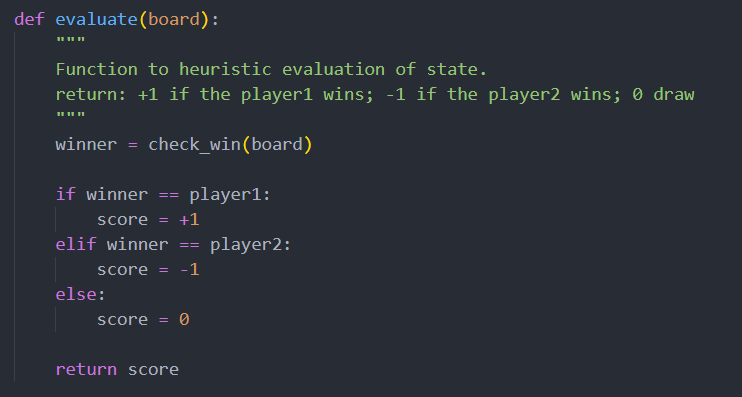 def evaluate(board):
    """
    Function to heuristic evaluation of state.
    return: +1 if the player1 wins; -1 if the player2 wins; 0 draw
    """
    winner = check_win(board)

    if winner == player1:
        score = +1
    elif winner == player2:
        score = -1
    else:
        score = 0

    return score